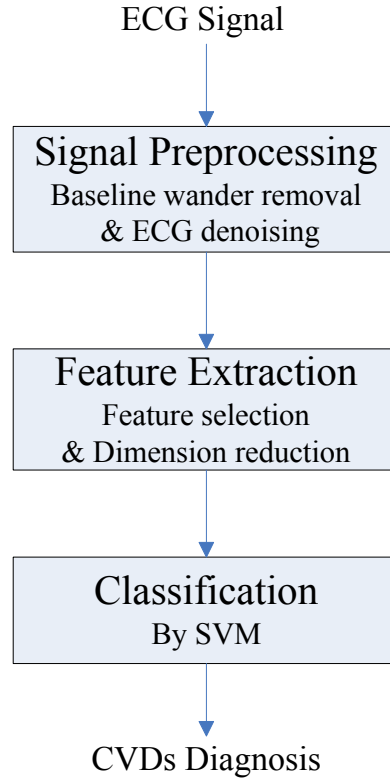 ECG Signal
Signal Preprocessing
Baseline wander removal
& ECG denoising
Feature Extraction
Feature selection
& Dimension reduction
Classification
By SVM
CVDs Diagnosis